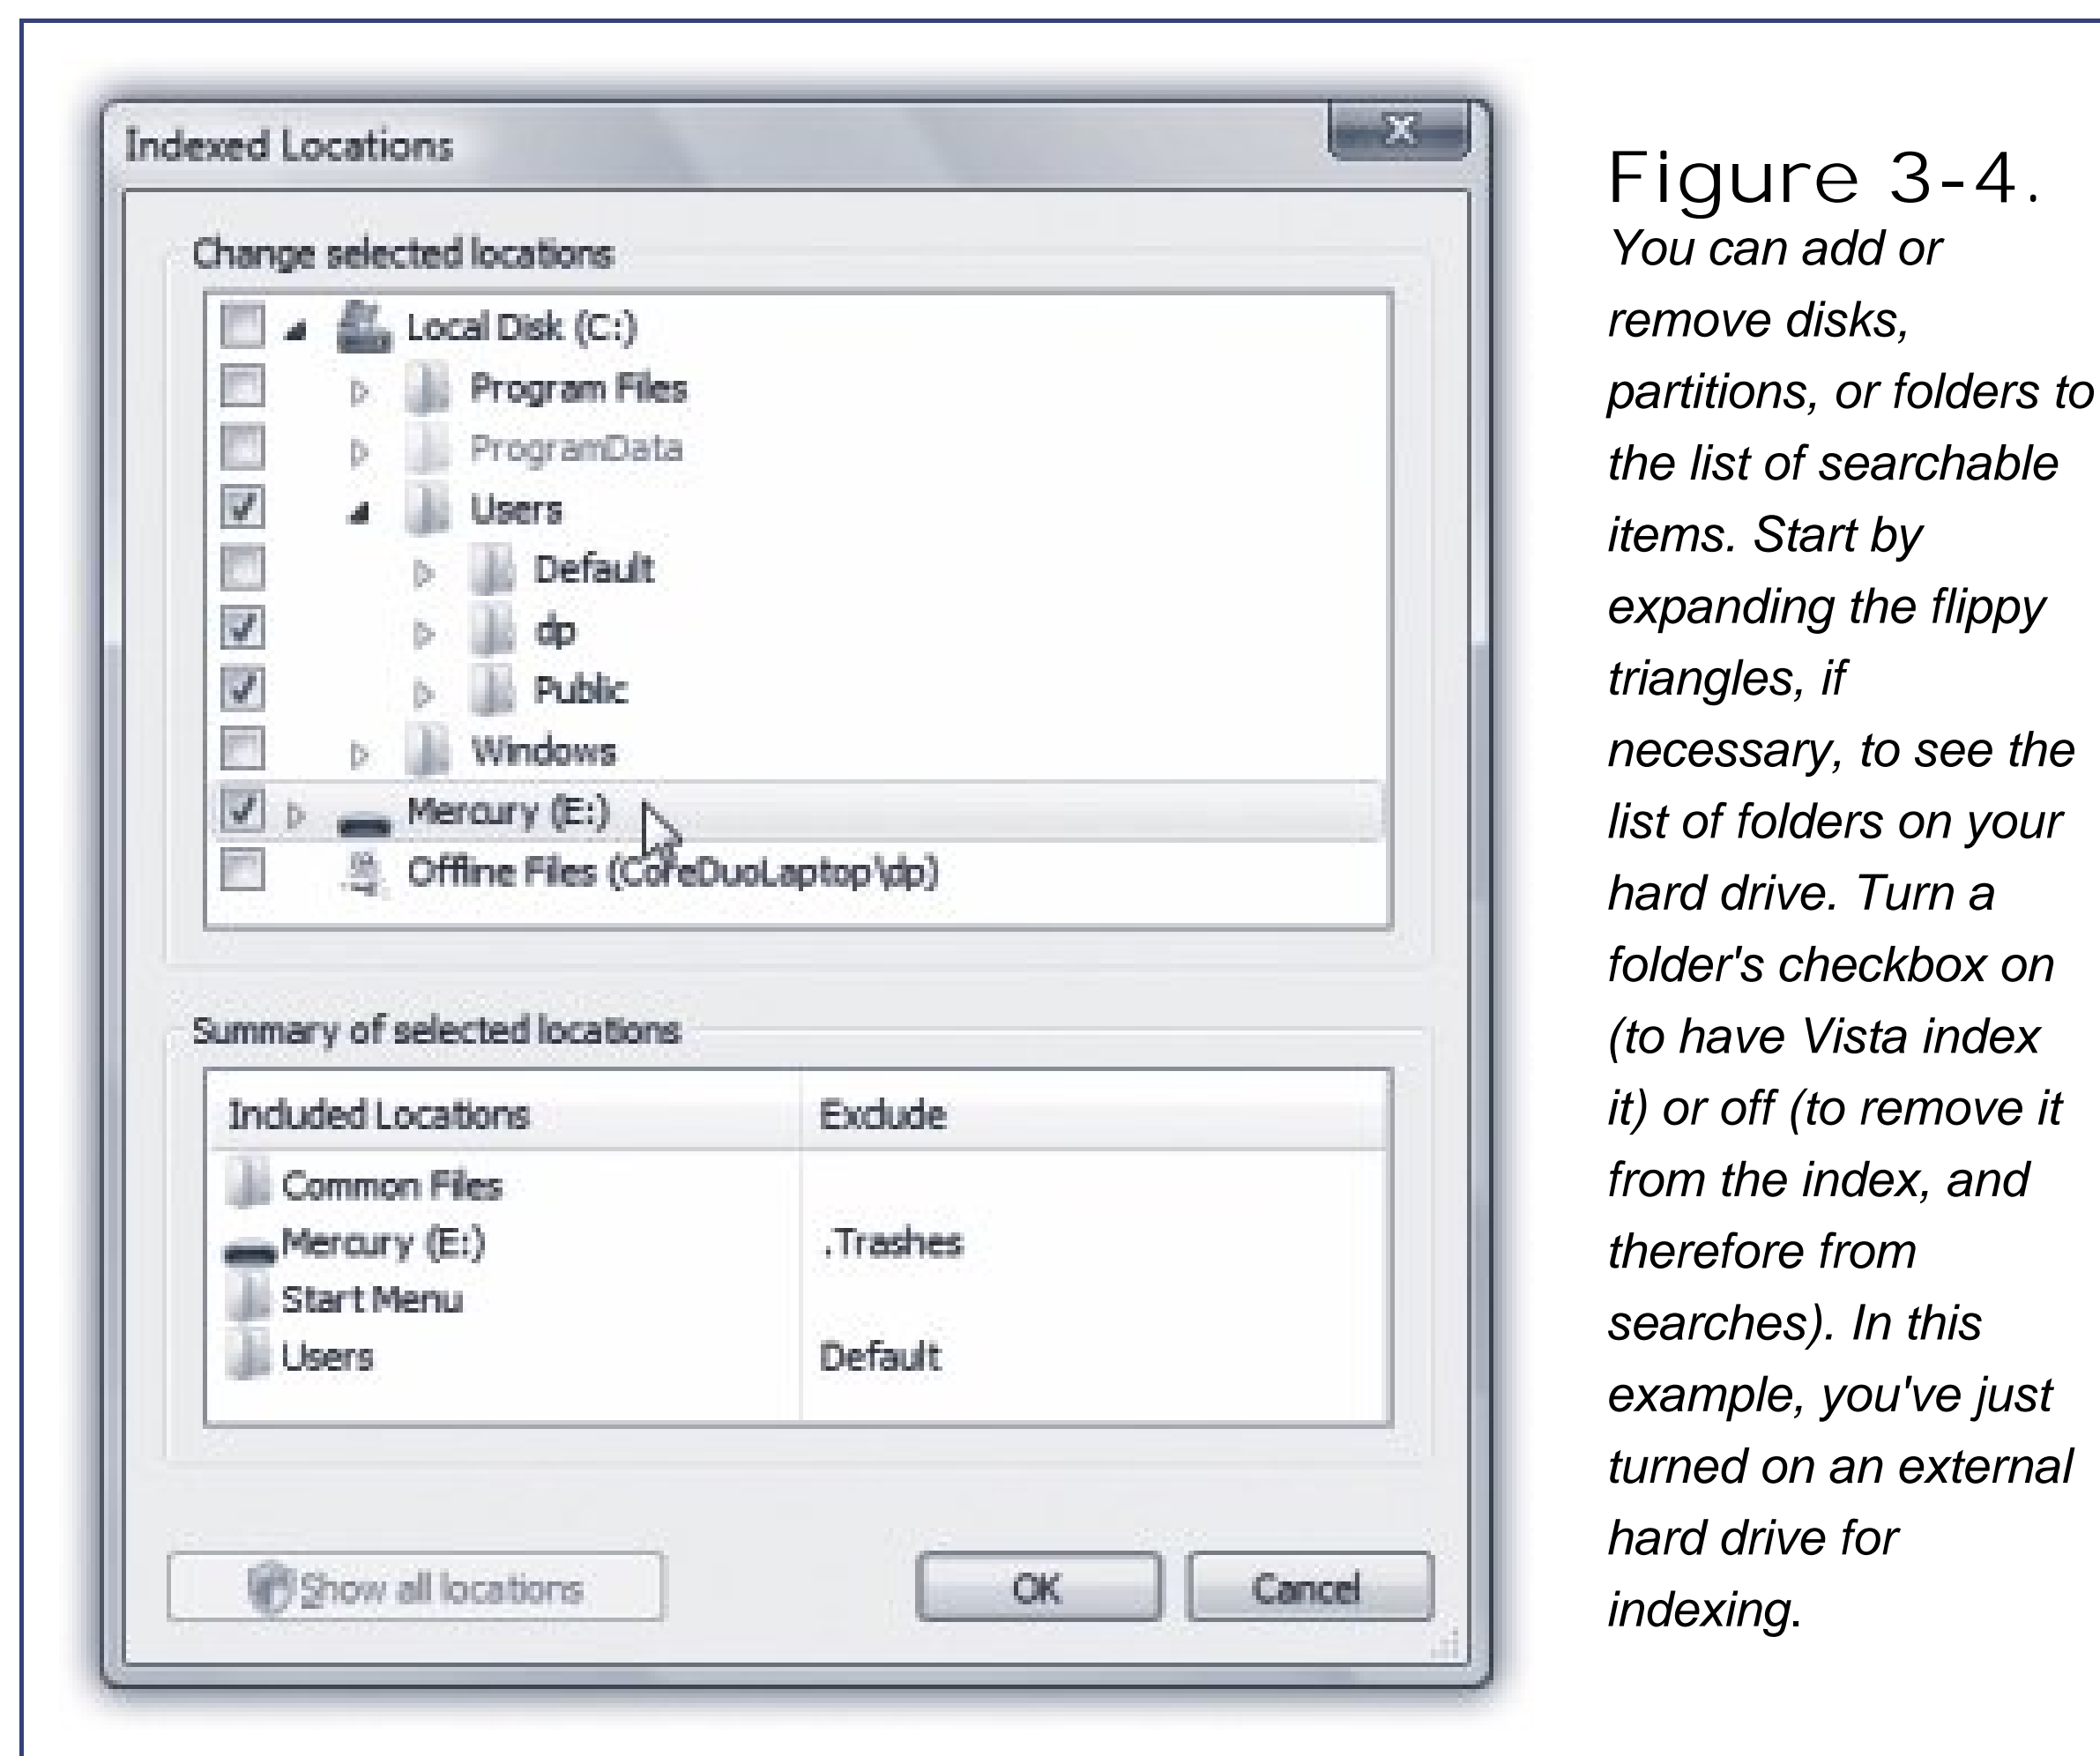 Indexed Locations
Change selected locations
Local Disk (C:)
Program Files
ProgramData
Users
Default
dp
Public
Windows
Mercury (E:)
Offline Files (CoreDuoLaptop\dp)
Summary of selected locations
Included Locations Exclude
Common Files
Mercury (E:) .Trashes
Start Menu
Users Default
Show all locations OK Cancel
Figure 3-4.
You can add or
remove disks,
partitions, or folders to
the list of searchable
items. Start by
expanding the flippy
triangles, if
necessary, to see the
list of folders on your
hard drive. Turn a
folder's checkbox on
(to have Vista index
it) or off (to remove it
from the index, and
therefore from
searches). In this
example, you've just
turned on an external
hard drive for
indexing.